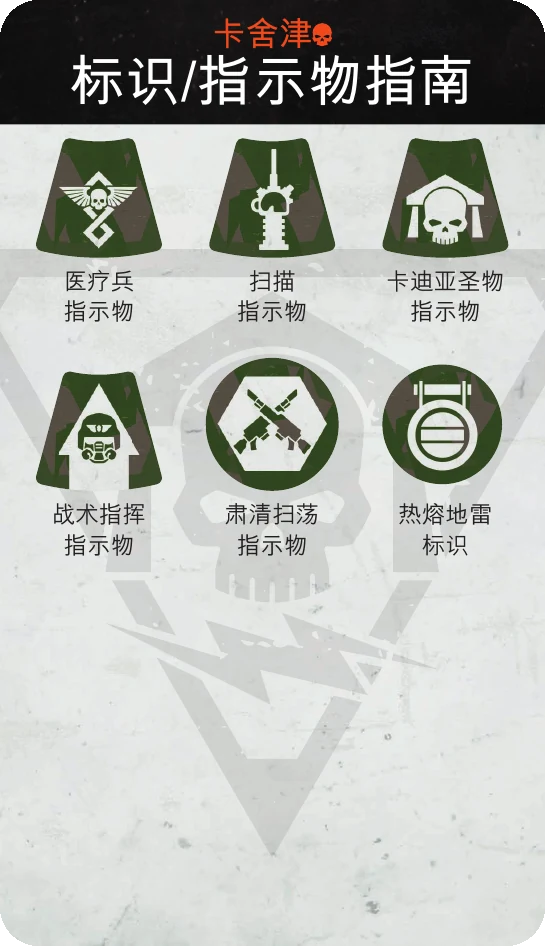 卡舍津
标识/指示物指南
医疗兵
指示物
扫描
指示物
卡迪亚圣物
指示物
战术指挥
指示物
肃清扫荡
指示物
热熔地雷
标识